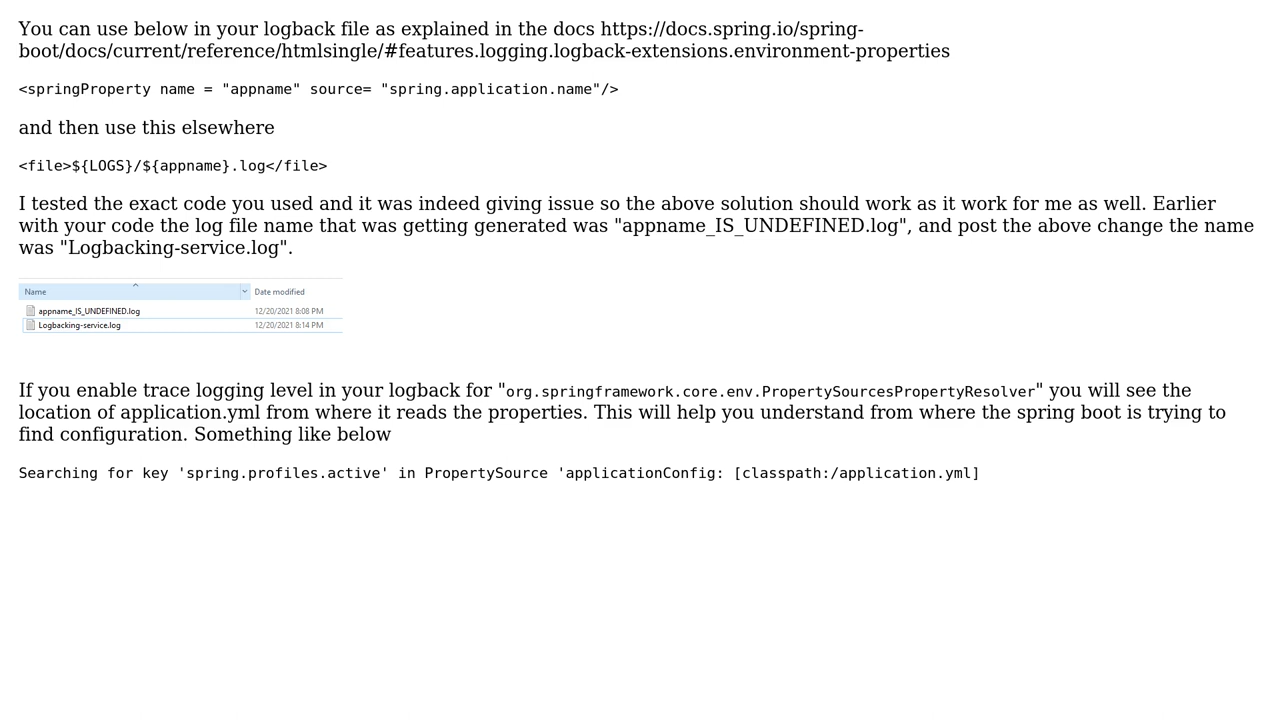 You can use below in your logback file as explained in the docs https://docs.spring.io/spring-
boot/docs/current/reference/htmlsingle/#features.logging.logback-extensions.environment-properties
<springProperty name = "appname" source= "spring.application.name"/>
and then use this elsewhere
<file>${LOGS}/${appname}.log</file>
I tested the exact code you used and it was indeed giving issue so the above solution should work as it work for me as well. Earlier
with your code the log file name that was getting generated was "appname_IS_UNDEFINED.log", and post the above change the name
was "Logbacking-service.log".
Name Date modified
appname_IS_UNDEFINED.log 12/20/2021 8:08 PM
Logbacking-service.log 12/20/2021 8:14 PM
If you enable trace logging level in your logback for "org.springframework.core.env.PropertySourcesPropertyResolver" you will see the
location of application.yml from where it reads the properties. This will help you understand from where the spring boot is trying to
find configuration. Something like below
Searching for key 'spring.profiles.active' in PropertySource 'applicationConfig: [classpath:/application.yml]